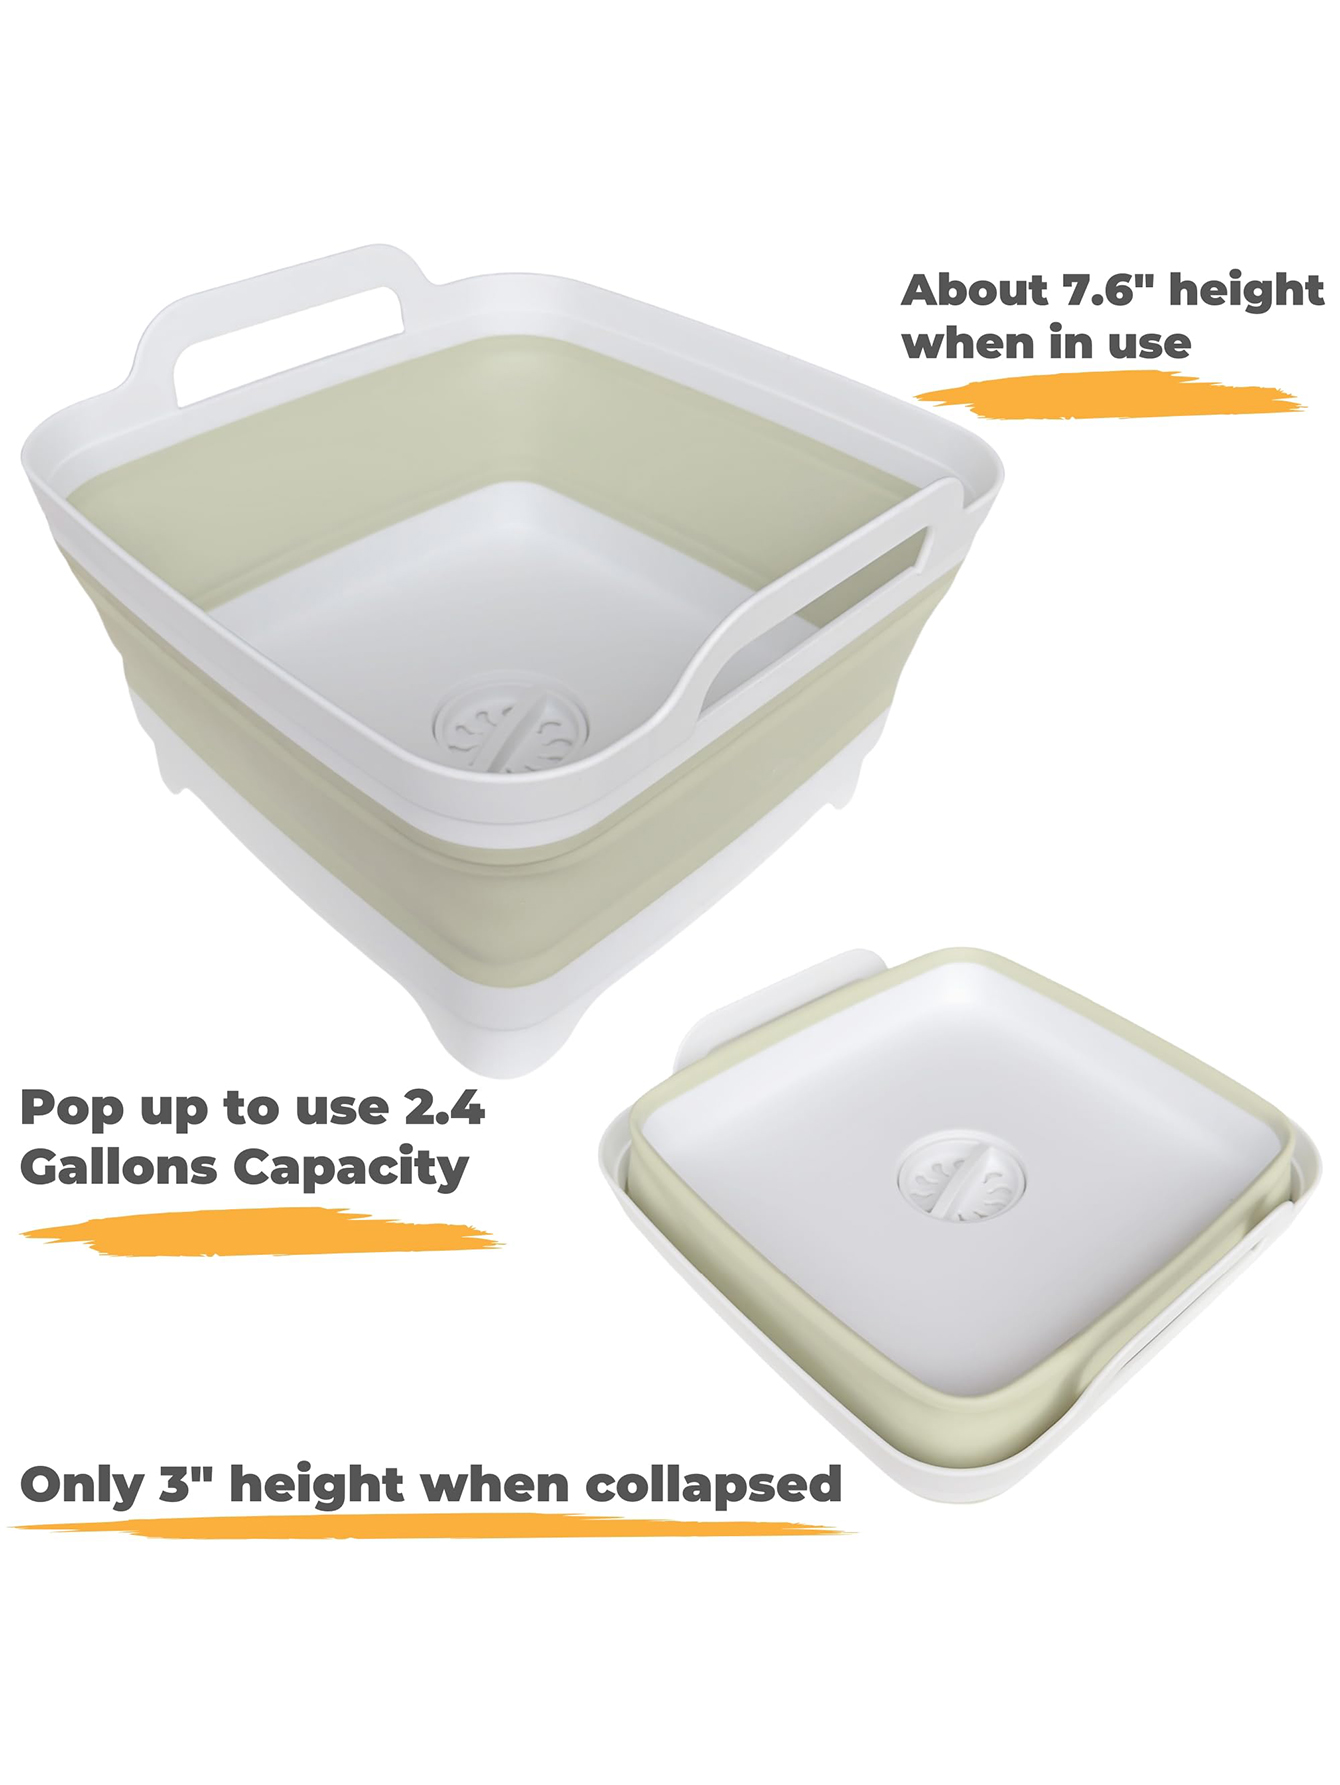 About 7.6" height
when in use
Pop up to use 2.4
Gallons Capacity
Only 3" height when collapsed